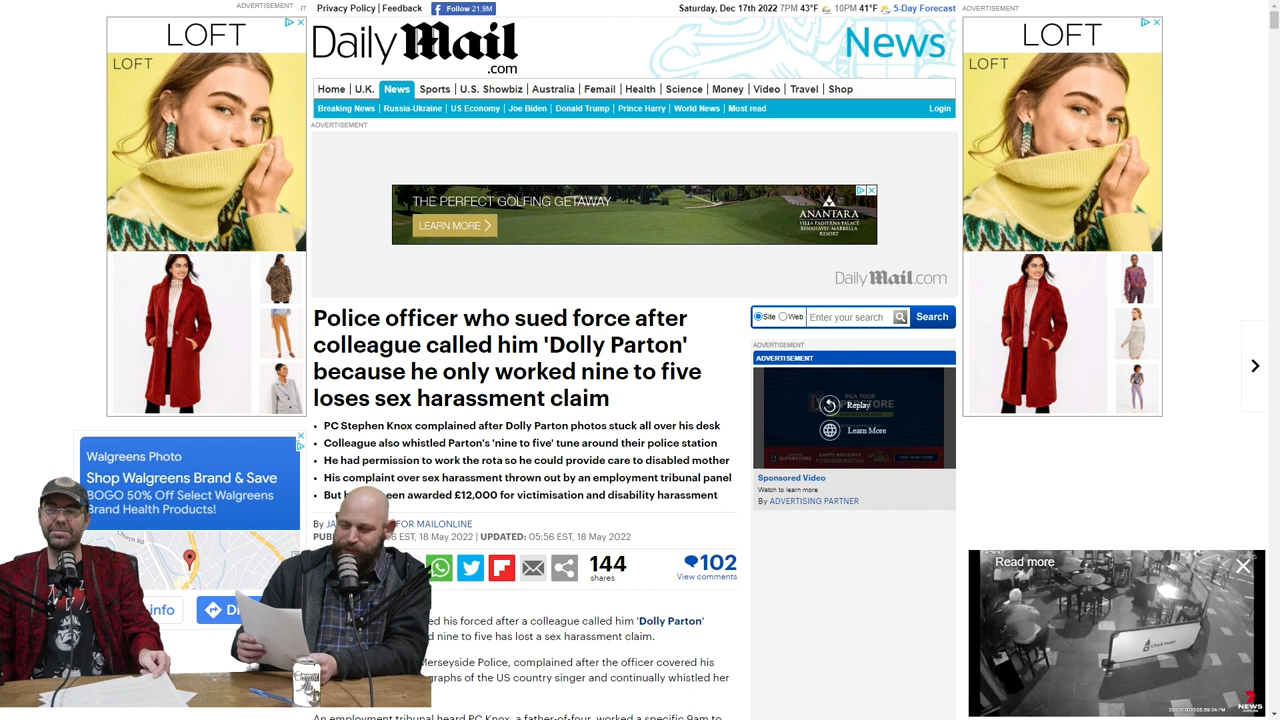 ADVERTISEMENT
IT
Privacy Policy | Feedback
Follow 21.9M
Saturday, Dec 17th 2022 7PM 43°F 10PM 41°F 5-Day Forecast
ADVERTISEMENT
LOFT
LOFT
Daily Mail
.com
News
Home | U.K. | News | Sports | U.S. Showbiz | Australia | Femail | Health | Science | Money | Video | Travel | Shop
Breaking News | Russia-Ukraine | US Economy | Joe Biden | Donald Trump | Prince Harry | World News | Most read
Login
ADVERTISEMENT
THE PERFECT GOLFING GETAWAY
LEARN MORE
ANANTARA
VILLA PADIERNA PALACE
BENAHAVÍS-MARBELLA
RESORT
Daily Mail.com
LOFT
LOFT
Police officer who sued force after
colleague called him 'Dolly Parton'
because he only worked nine to five
loses sex harassment claim
• PC Stephen Knox complained after Dolly Parton photos stuck all over his desk
• Colleague also whistled Parton's 'nine to five' tune around their police station
• He had permission to work the rota so he could provide care to disabled mother
• His complaint over sex harassment thrown out by an employment tribunal panel
• But een awarded £12,000 for victimisation and disability harassment
By JA FOR MAILONLINE
PUB EST, 18 May 2022 | UPDATED: 05:56 EST, 18 May 2022
144
shares
102
View comments
ed his forced after a colleague called him 'Dolly Parton'
d nine to five has lost a sex harassment claim.
Merseyside Police, complained after the officer covered his
graphs of the US country singer and continually whistled her
An employment tribunal heard PC Knox, a father-of-four, worked a specific 9am to
Site Web Enter your search Search
ADVERTISEMENT
ADVERTISEMENT
Replay
Learn More
Sponsored Video
Watch to learn more
By ADVERTISING PARTNER
Walgreens Photo
Shop Walgreens Brand & Save
BOGO 50% Off Select Walgreens
Brand Health Products!
Church Rd
info
Di
Read more
7
NEWS